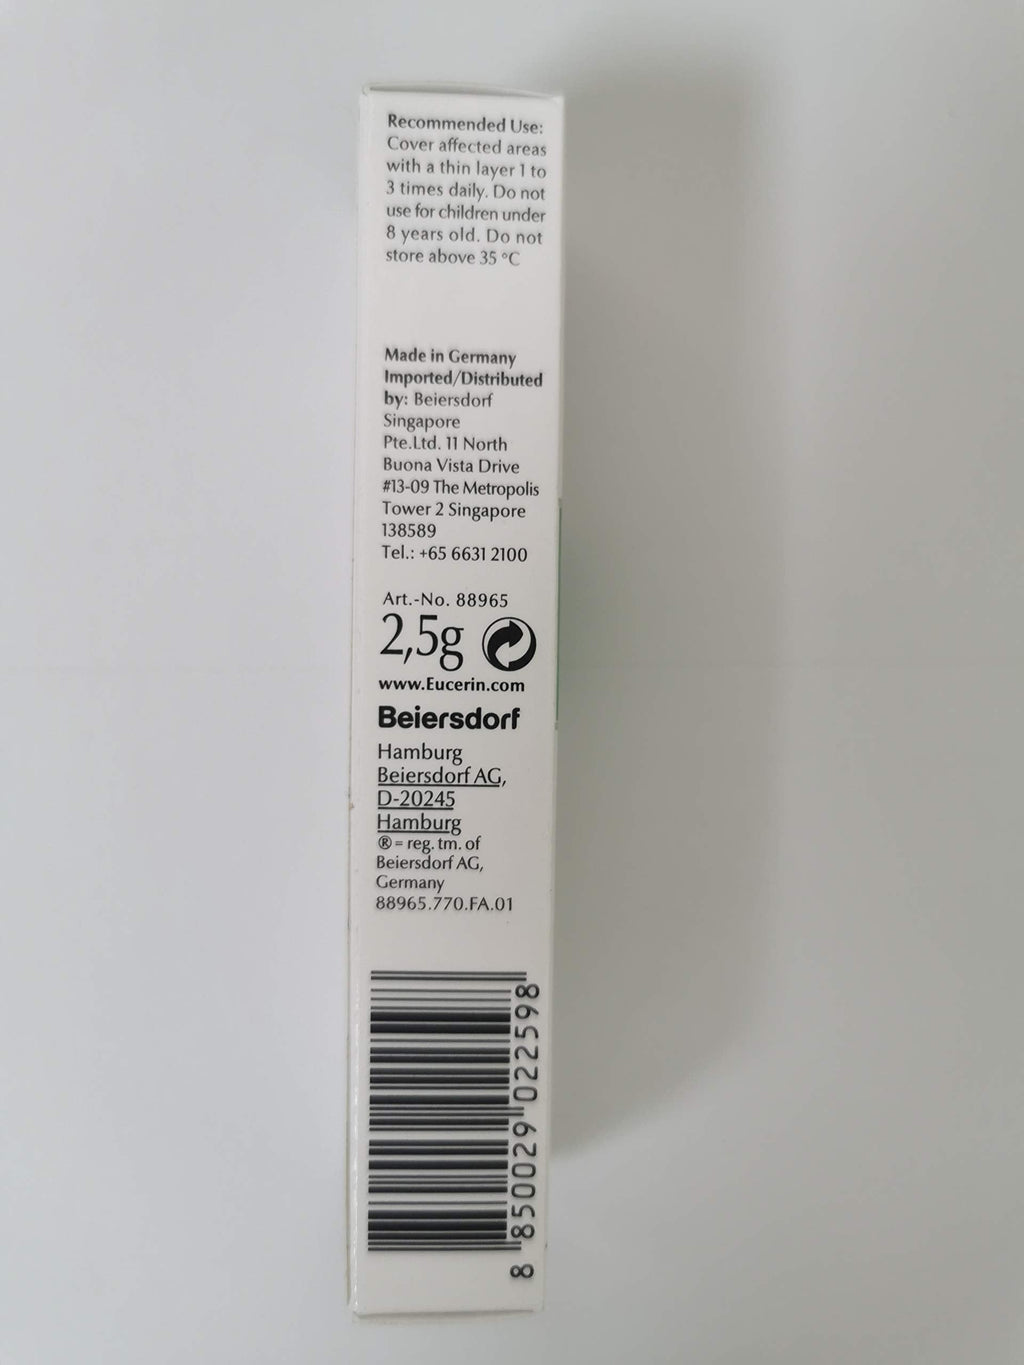 Recommended Use:
Cover affected areas
with a thin layer 1 to
3 times daily. Do not
use for children under
8 years old. Do not
store above 35 °C
Made in Germany
Imported/Distributed
by: Beiersdorf
Singapore
Pte.Ltd. 11 North
Buona Vista Drive
#13-09 The Metropolis
Tower 2 Singapore
138589
Tel.: +65 6631 2100
Art.-No. 88965
2,5g
www.Eucerin.com
Beiersdorf
Hamburg
Beiersdorf AG,
D-20245
Hamburg
® = reg. tm. of
Beiersdorf AG,
Germany
88965.770.FA.01
8 850029 022598